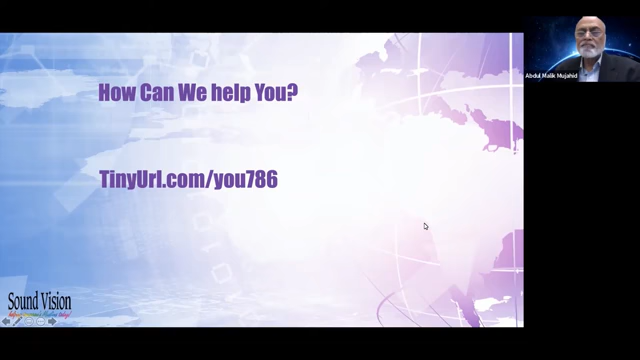 How Can We help You?
Abdul Malik Mujahid
TinyUrl.com/you786
Sound Vision